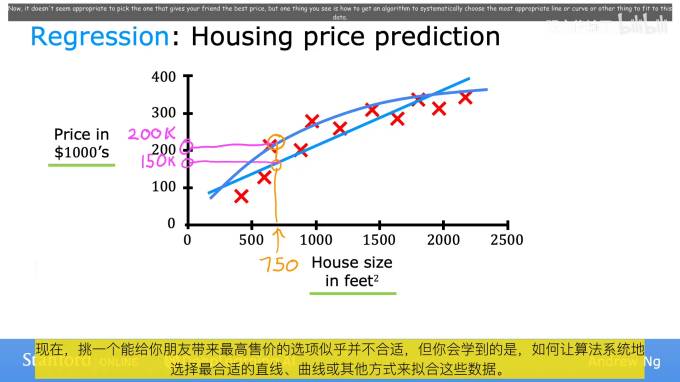 Now, it doesn't seem appropriate to pick the one that gives your friend the best price, but one thing you see is how to get an algorithm to systematically choose the most appropriate line or curve or other thing to fit to this
data.
Regression: Housing price prediction
400
300
Price in
$1000's
200K
200
150K
100
0
0 500 1000 1500 2000 2500
750
House size
in feet²
现在，挑一个能给你朋友带来最高售价的选项似乎并不合适，但你会学到的是，如何让算法系统地
选择最合适的直线、曲线或其他方式来拟合这些数据。
Stanford ONLINE
Andrew Ng